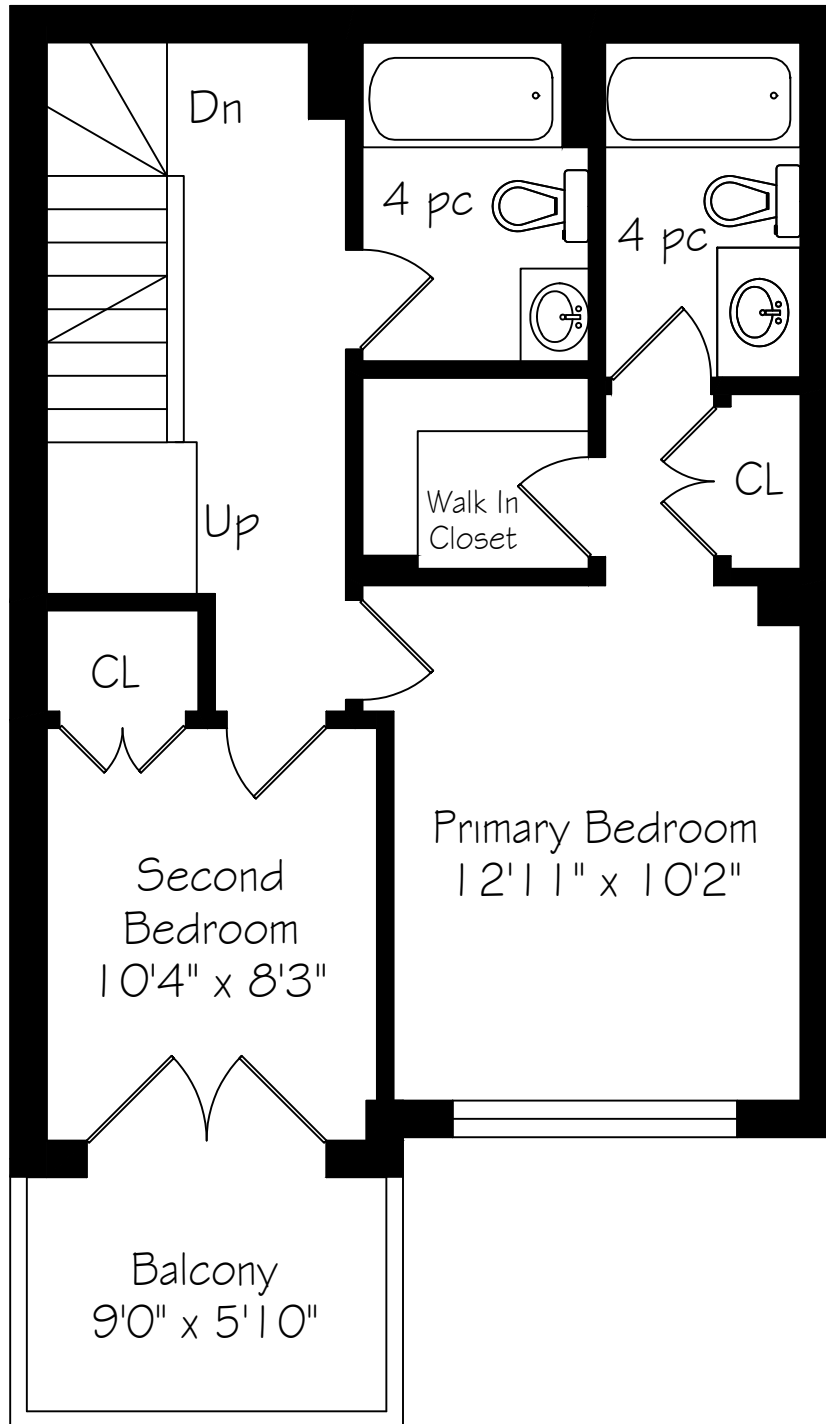 Dn
4 pc
4 pc
Walk In
Closet
CL
Up
CL
Primary Bedroom
12'11" x 10'2"
Second
Bedroom
10'4" x 8'3"
Balcony
9'0" x 5'10"